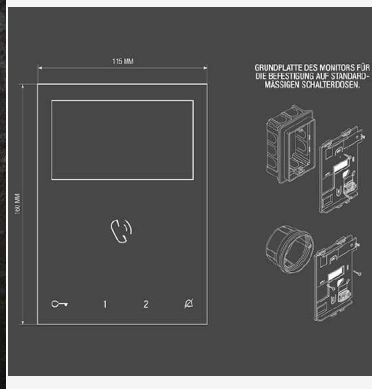 115 MM
GRUNDPLATTE DES MONITORS FÜR
DIE BEFESTIGUNG AUF STANDARD-
MÄSSIGEN SCHALTERDOSEN.
160 MM
1 2